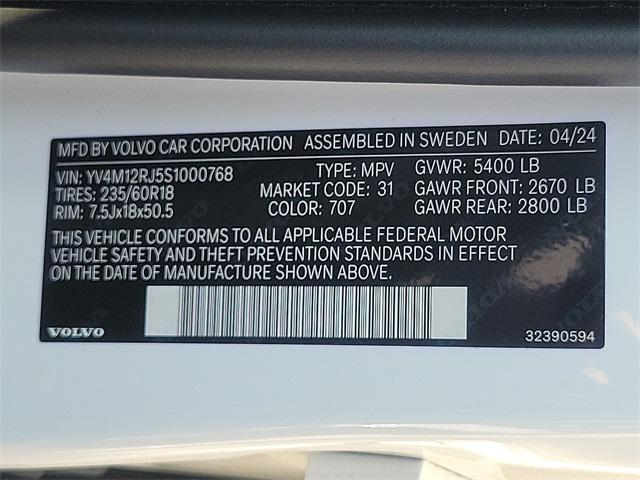 MFD BY VOLVO CAR CORPORATION ASSEMBLED IN SWEDEN DATE: 04/24
VIN: YV4M12RJ5S1000768 TYPE: MPV GVWR: 5400 LB
TIRES: 235/60R18 MARKET CODE: 31 GAWR FRONT: 2670 LB
RIM: 7.5Jx18x50.5 COLOR: 707 GAWR REAR: 2800 LB
THIS VEHICLE CONFORMS TO ALL APPLICABLE FEDERAL MOTOR
VEHICLE SAFETY AND THEFT PREVENTION STANDARDS IN EFFECT
ON THE DATE OF MANUFACTURE SHOWN ABOVE.
VOLVO 32390594